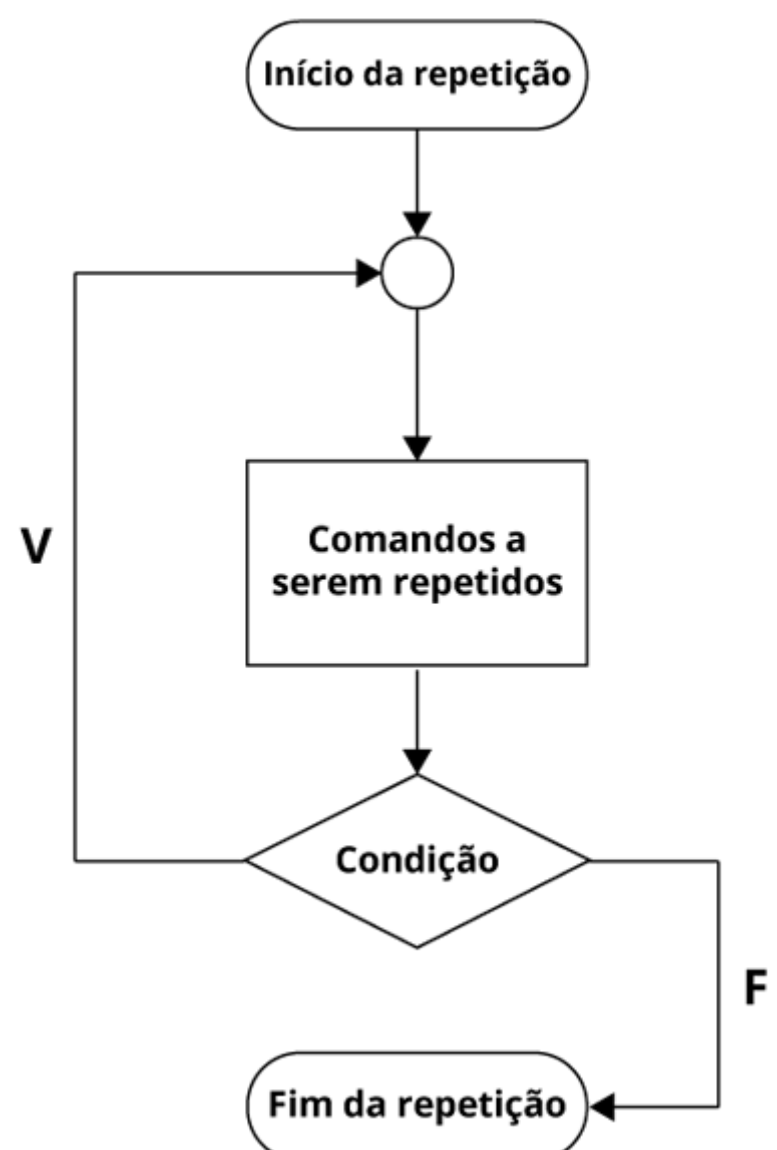 Início da repetição
V
Comandos a
serem repetidos
Condição
F
Fim da repetição